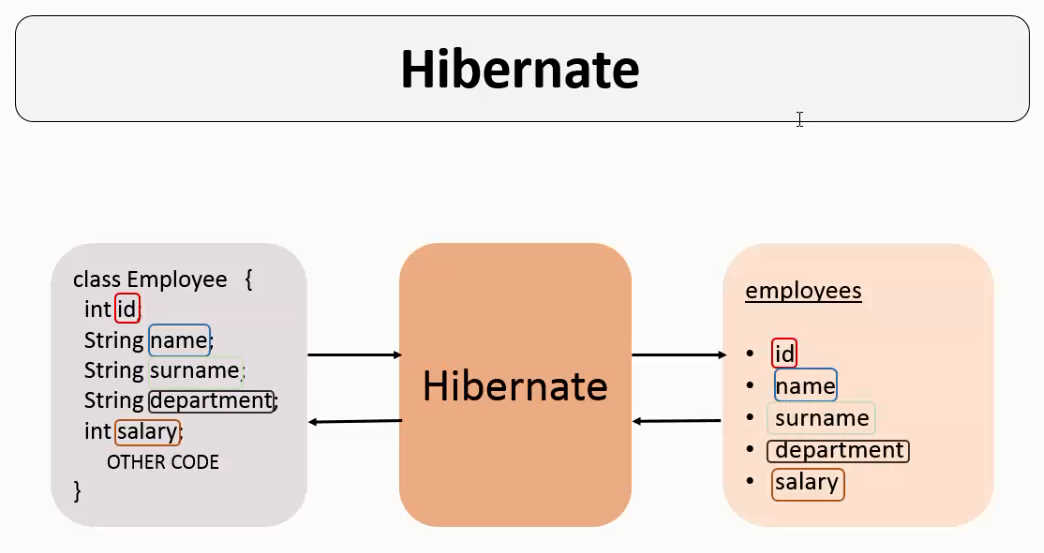 Hibernate
class Employee {
int id;
String name;
String surname;
String department;
int salary;
OTHER CODE
}
Hibernate
employees
• id
• name
• surname
• department
• salary